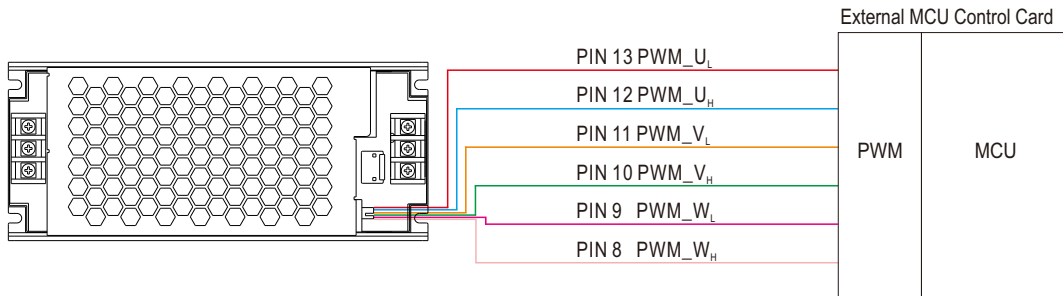 External MCU Control Card
PIN 13 PWM_UL
PIN 12 PWM_UH
PIN 11 PWM_VL
PIN 10 PWM_VH
PIN 9 PWM_WL
PIN 8 PWM_WH
PWM
MCU